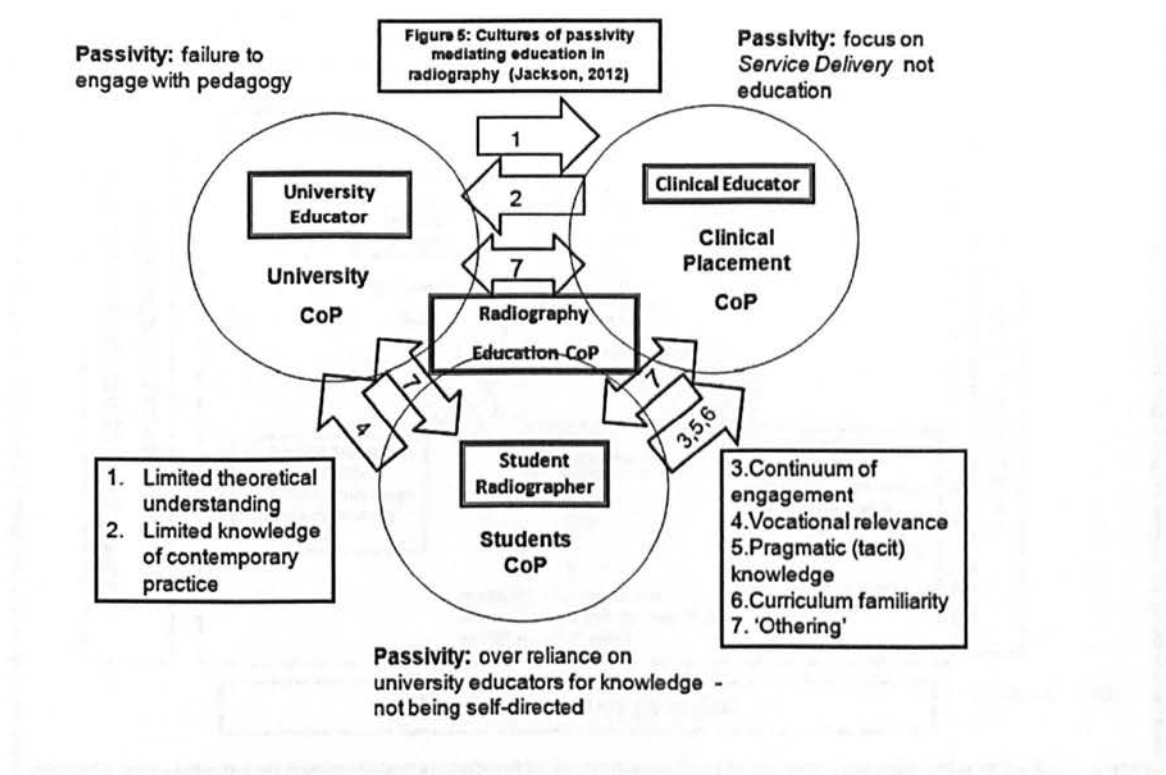 Passivity: failure to
engage with pedagogy
Figure 5: Cultures of passivity
mediating education in
radiography (Jackson, 2012)
Passivity: focus on
Service Delivery not
education
1
2
7
University
Educator
University
CoP
Clinical Educator
Clinical
Placement
CoP
Radiography
Education CoP
7
4
7
3,5,6
Student
Radiographer
Students
CoP
1. Limited theoretical
understanding
2. Limited knowledge
of contemporary
practice
3.Continuum of
engagement
4.Vocational relevance
5.Pragmatic (tacit)
knowledge
6.Curriculum familiarity
7. 'Othering'
Passivity: over reliance on
university educators for knowledge -
not being self-directed